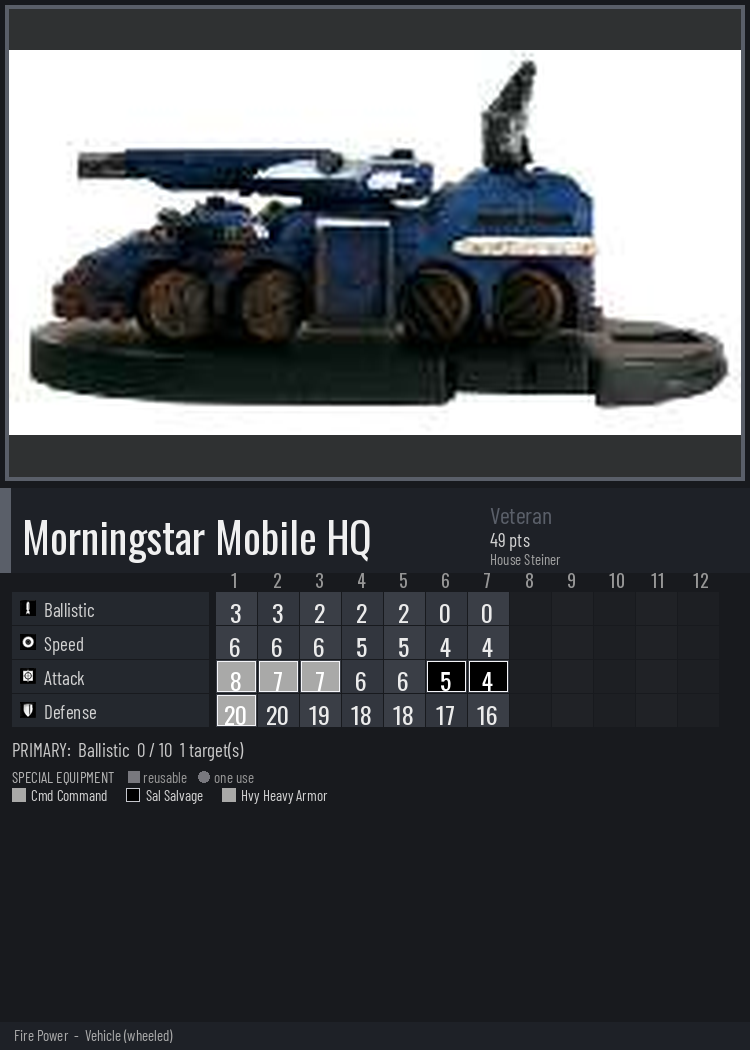 Morningstar Mobile HQ
Veteran
49 pts
House Steiner
1 2 3 4 5 6 7 8 9 10 11 12
Ballistic 3 3 2 2 2 0 0
Speed 6 6 6 5 5 4 4
Attack 8 7 7 6 6 5 4
Defense 20 20 19 18 18 17 16
PRIMARY: Ballistic 0 / 10 1 target(s)
SPECIAL EQUIPMENT reusable one use
Cmd Command Sal Salvage Hvy Heavy Armor
Fire Power - Vehicle (wheeled)